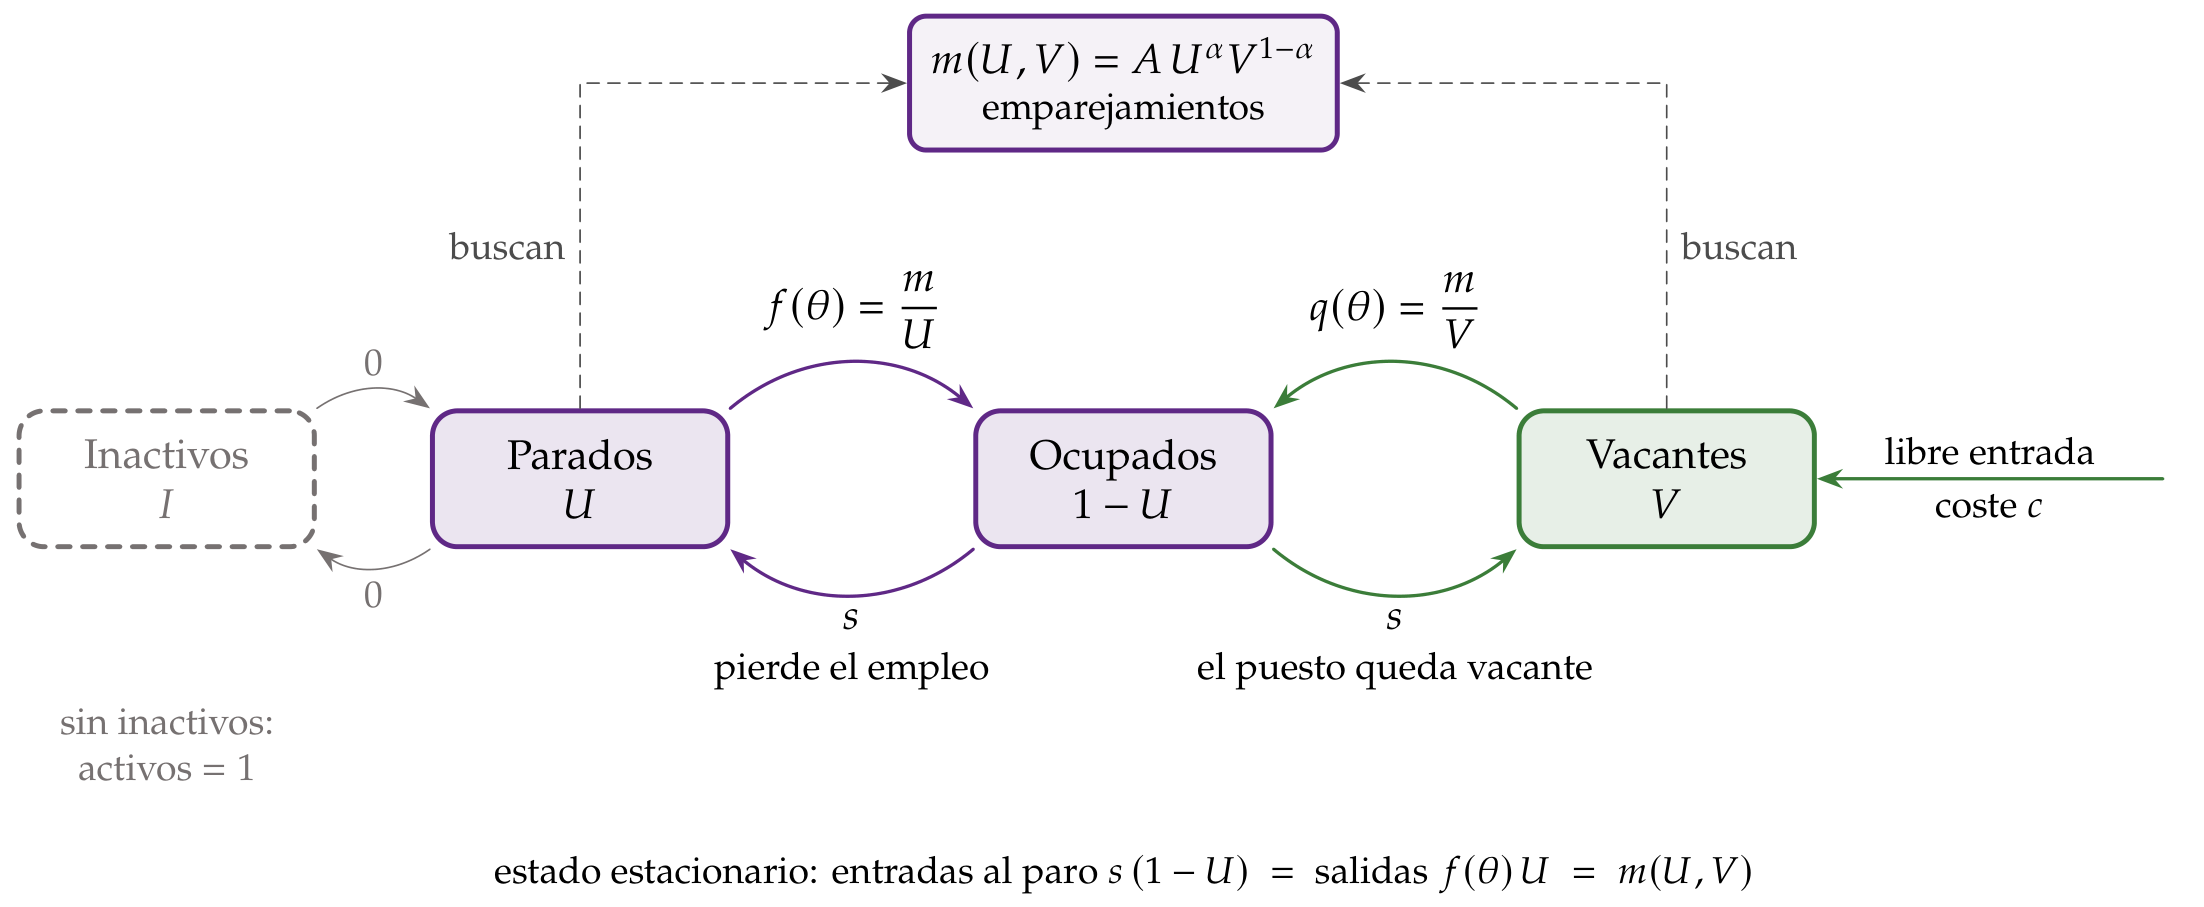 m(U, V) = A U^α V^{1−α}
emparejamientos
buscan
buscan
f(θ) = m/U
q(θ) = m/V
0
Inactivos
I
Parados
U
Ocupados
1 − U
Vacantes
V
libre entrada
coste c
0
s
pierde el empleo
s
el puesto queda vacante
sin inactivos:
activos = 1
estado estacionario: entradas al paro s (1 − U) = salidas f(θ) U = m(U, V)